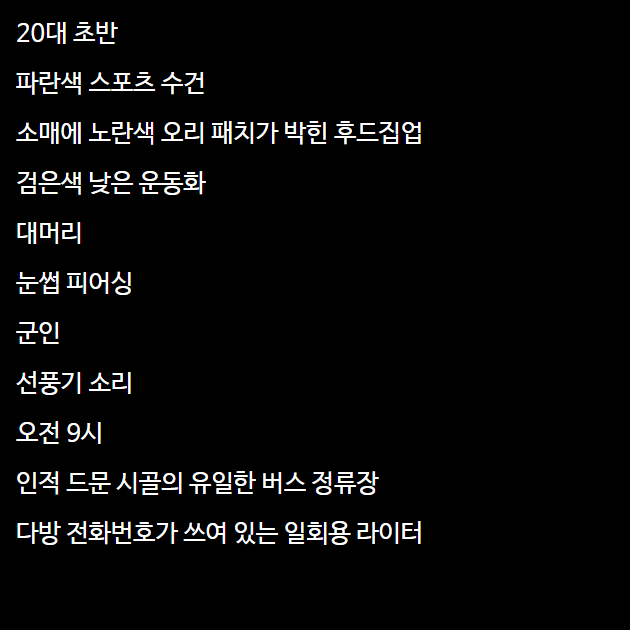 20대 초반
파란색 스포츠 수건
소매에 노란색 오리 패치가 박힌 후드집업
검은색 낮은 운동화
대머리
눈썹 피어싱
군인
선풍기 소리
오전 9시
인적 드문 시골의 유일한 버스 정류장
다방 전화번호가 쓰여 있는 일회용 라이터